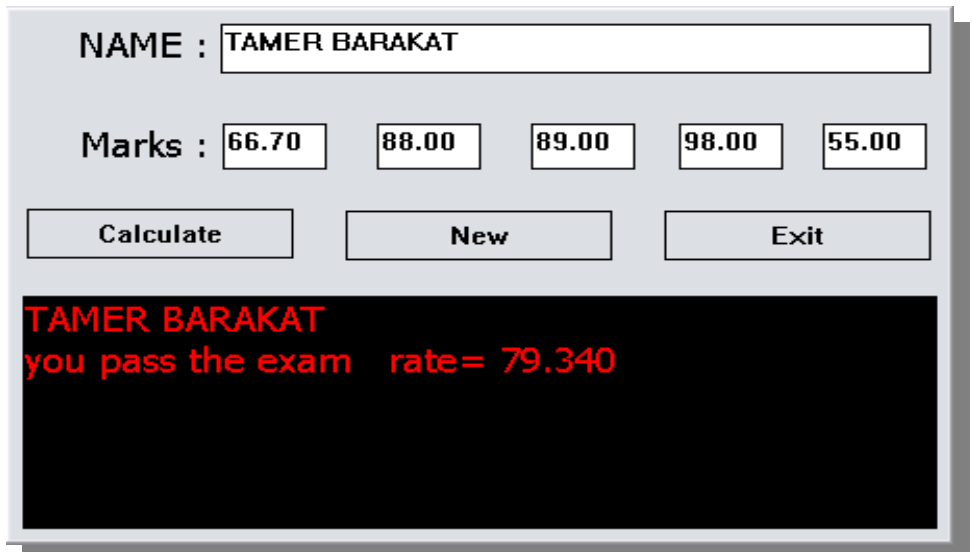 NAME : TAMER BARAKAT
Marks : 66.70 88.00 89.00 98.00 55.00
Calculate New Exit
TAMER BARAKAT
you pass the exam rate= 79.340